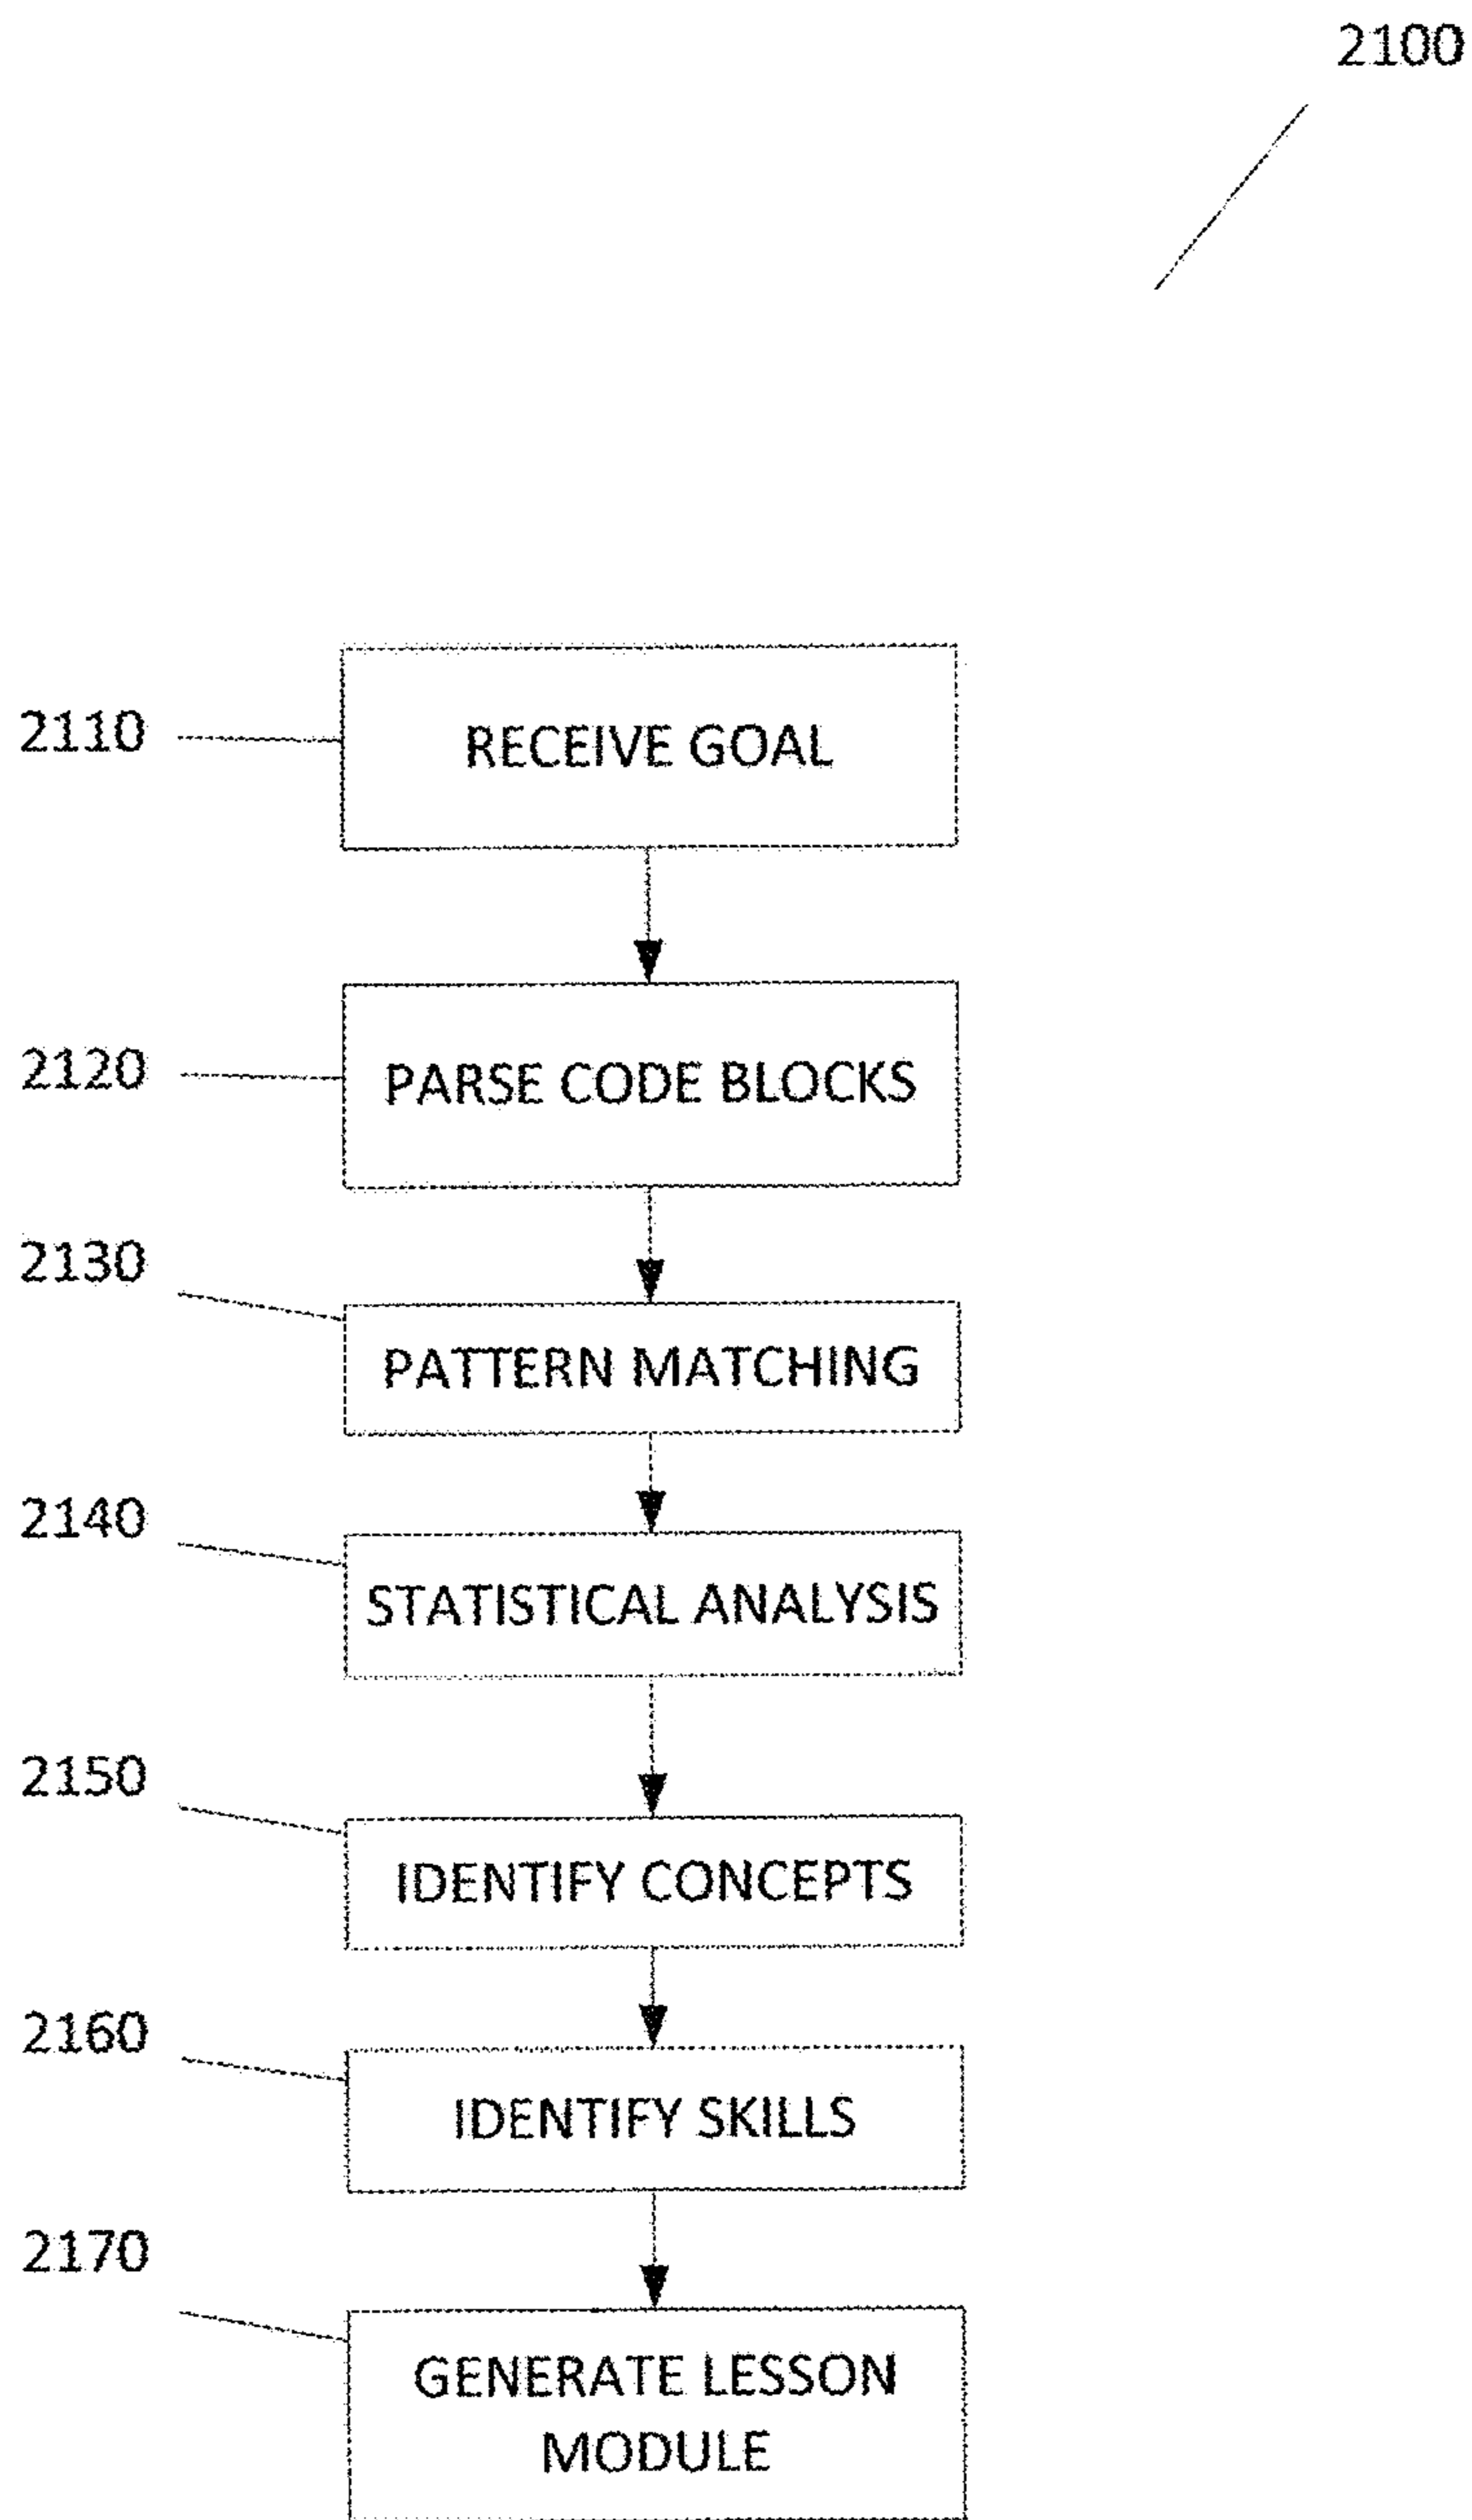 2100
2110
RECEIVE GOAL
2120
PARSE CODE BLOCKS
2130
PATTERN MATCHING
2140
STATISTICAL ANALYSIS
2150
IDENTIFY CONCEPTS
2160
IDENTIFY SKILLS
2170
GENERATE LESSON
MODULE